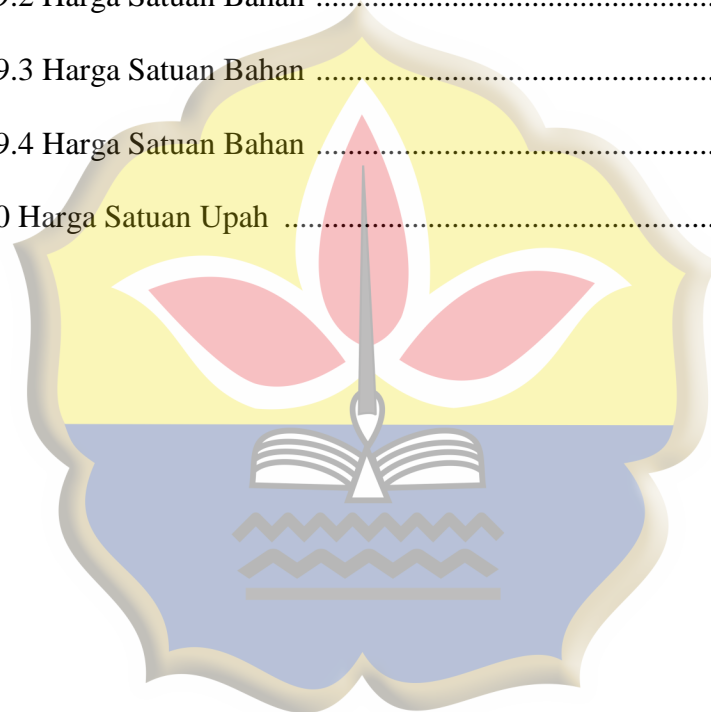 9.2 Harga Satuan Bahan ..................................................
9.3 Harga Satuan Bahan ..................................................
9.4 Harga Satuan Bahan ..................................................
0 Harga Satuan Upah ......................................................